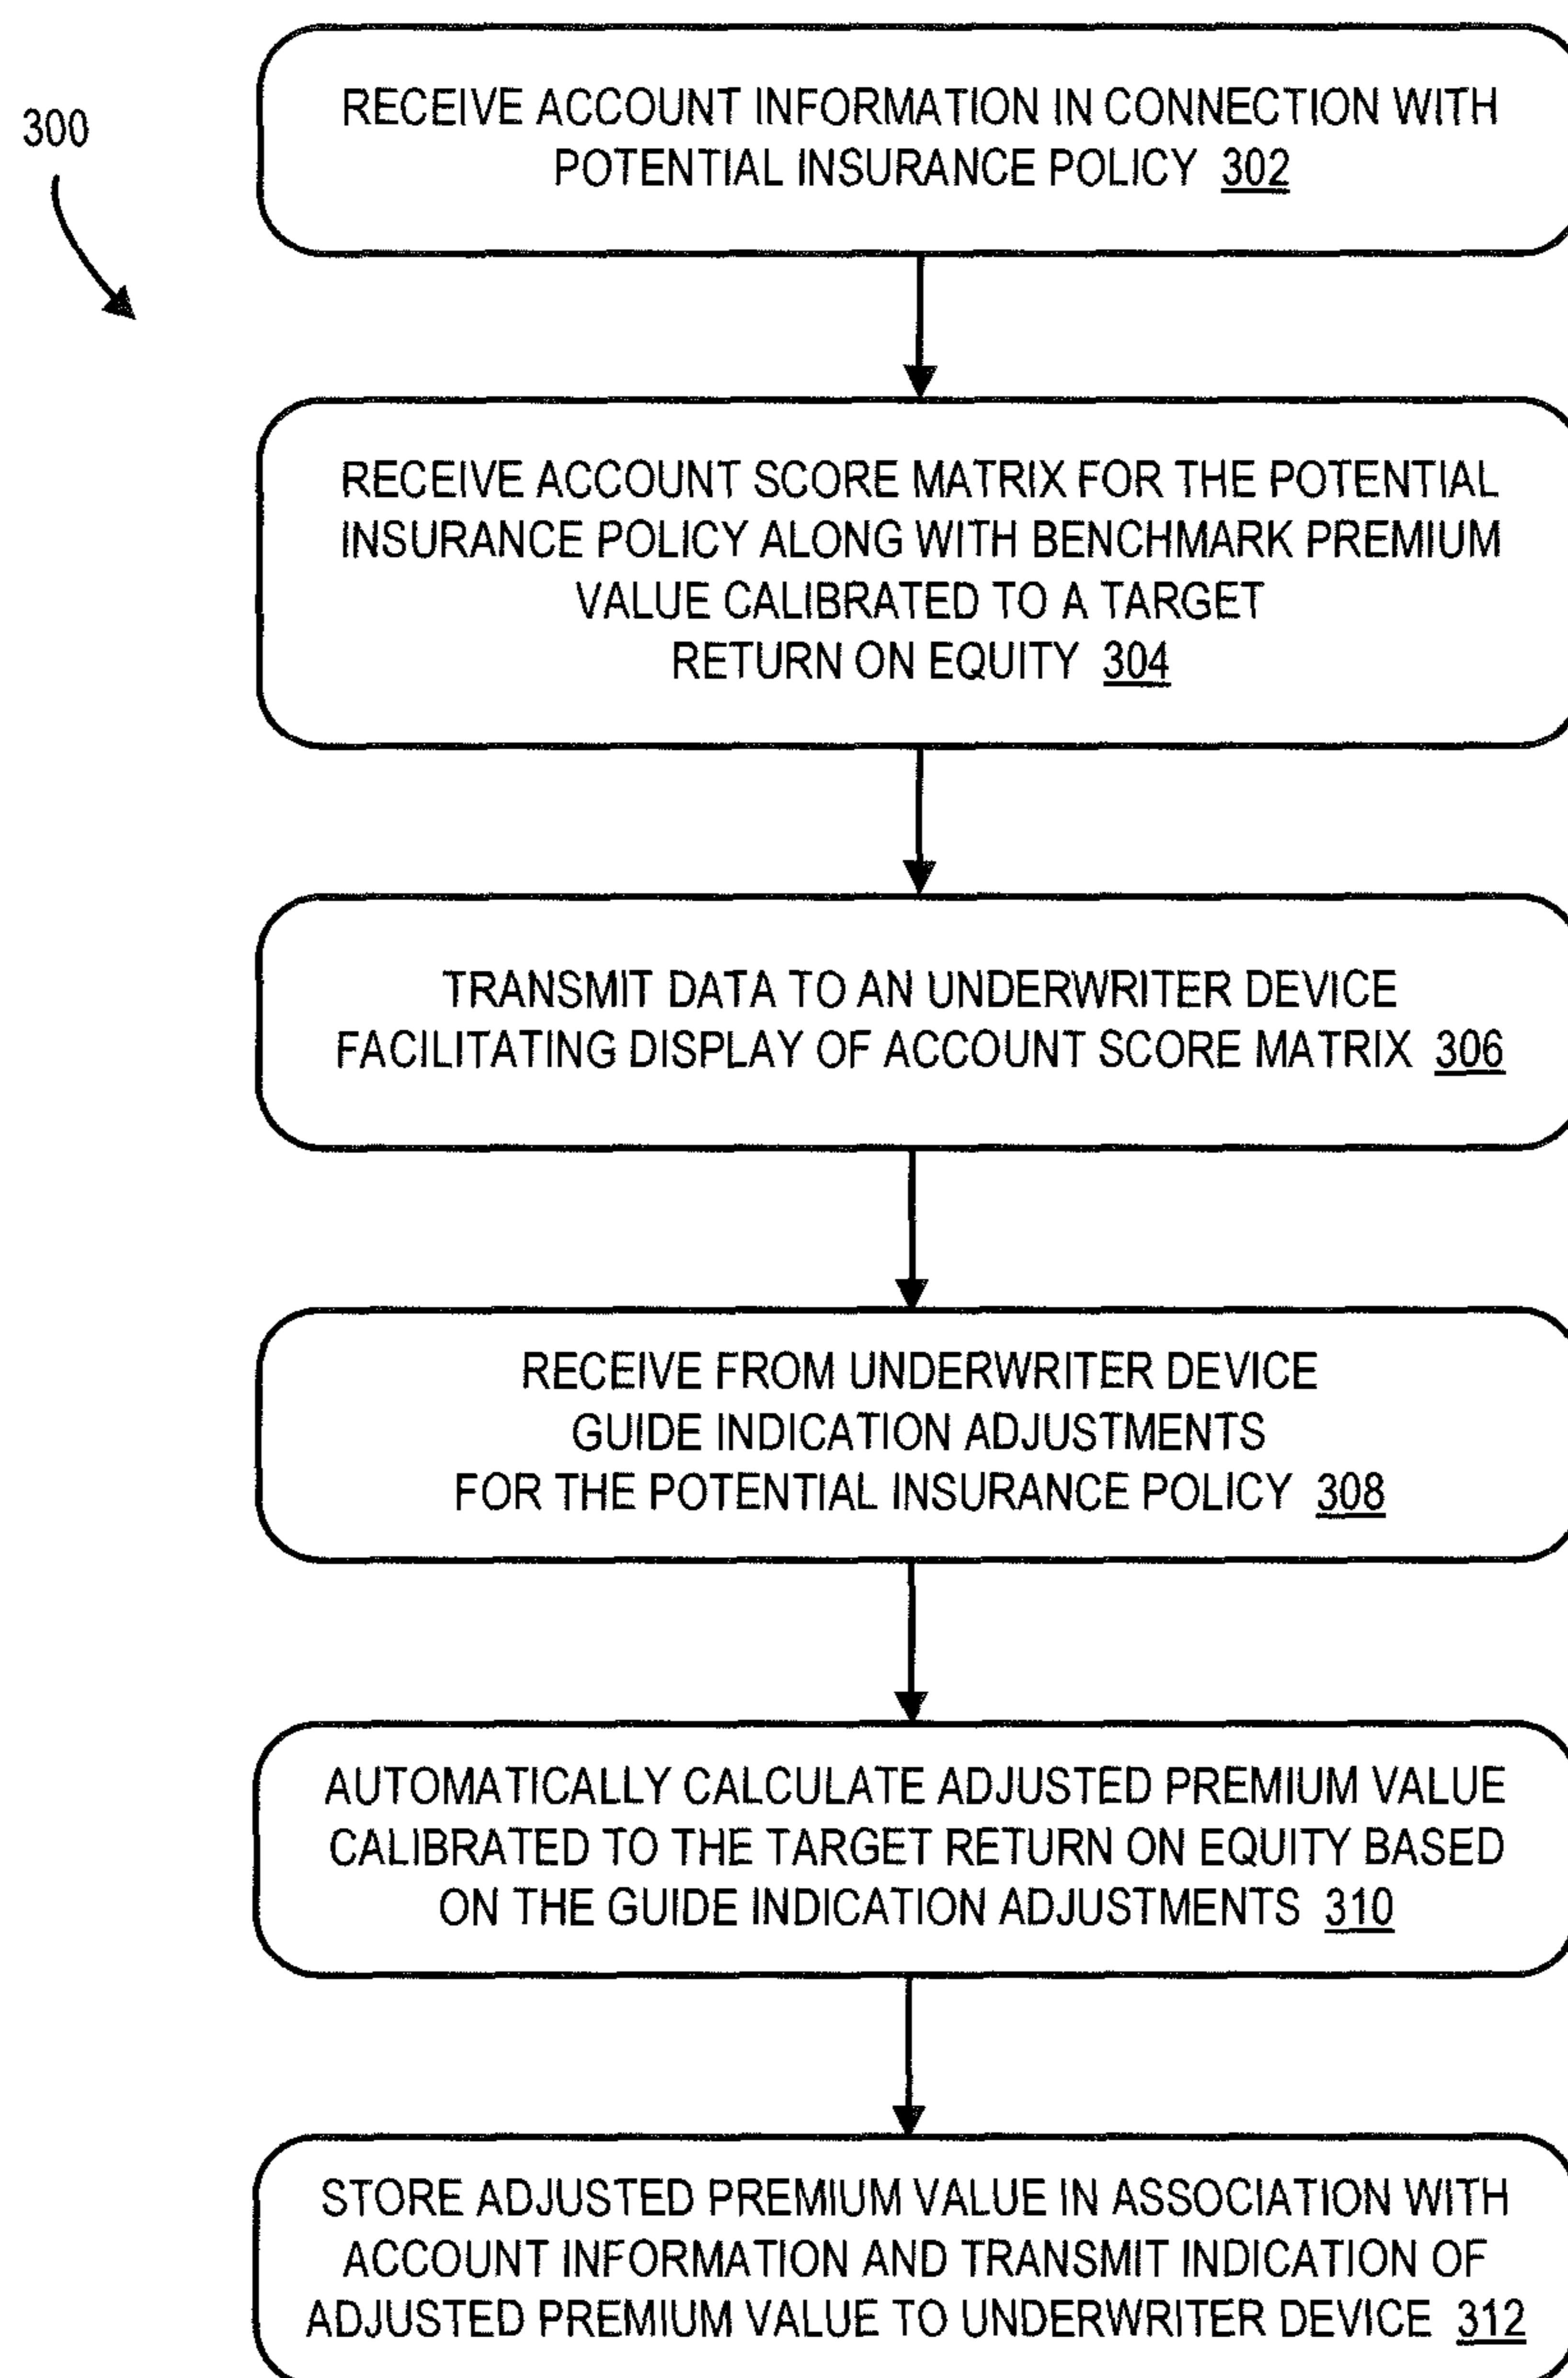 300
RECEIVE ACCOUNT INFORMATION IN CONNECTION WITH
POTENTIAL INSURANCE POLICY 302
RECEIVE ACCOUNT SCORE MATRIX FOR THE POTENTIAL
INSURANCE POLICY ALONG WITH BENCHMARK PREMIUM
VALUE CALIBRATED TO A TARGET
RETURN ON EQUITY 304
TRANSMIT DATA TO AN UNDERWRITER DEVICE
FACILITATING DISPLAY OF ACCOUNT SCORE MATRIX 306
RECEIVE FROM UNDERWRITER DEVICE
GUIDE INDICATION ADJUSTMENTS
FOR THE POTENTIAL INSURANCE POLICY 308
AUTOMATICALLY CALCULATE ADJUSTED PREMIUM VALUE
CALIBRATED TO THE TARGET RETURN ON EQUITY BASED
ON THE GUIDE INDICATION ADJUSTMENTS 310
STORE ADJUSTED PREMIUM VALUE IN ASSOCIATION WITH
ACCOUNT INFORMATION AND TRANSMIT INDICATION OF
ADJUSTED PREMIUM VALUE TO UNDERWRITER DEVICE 312